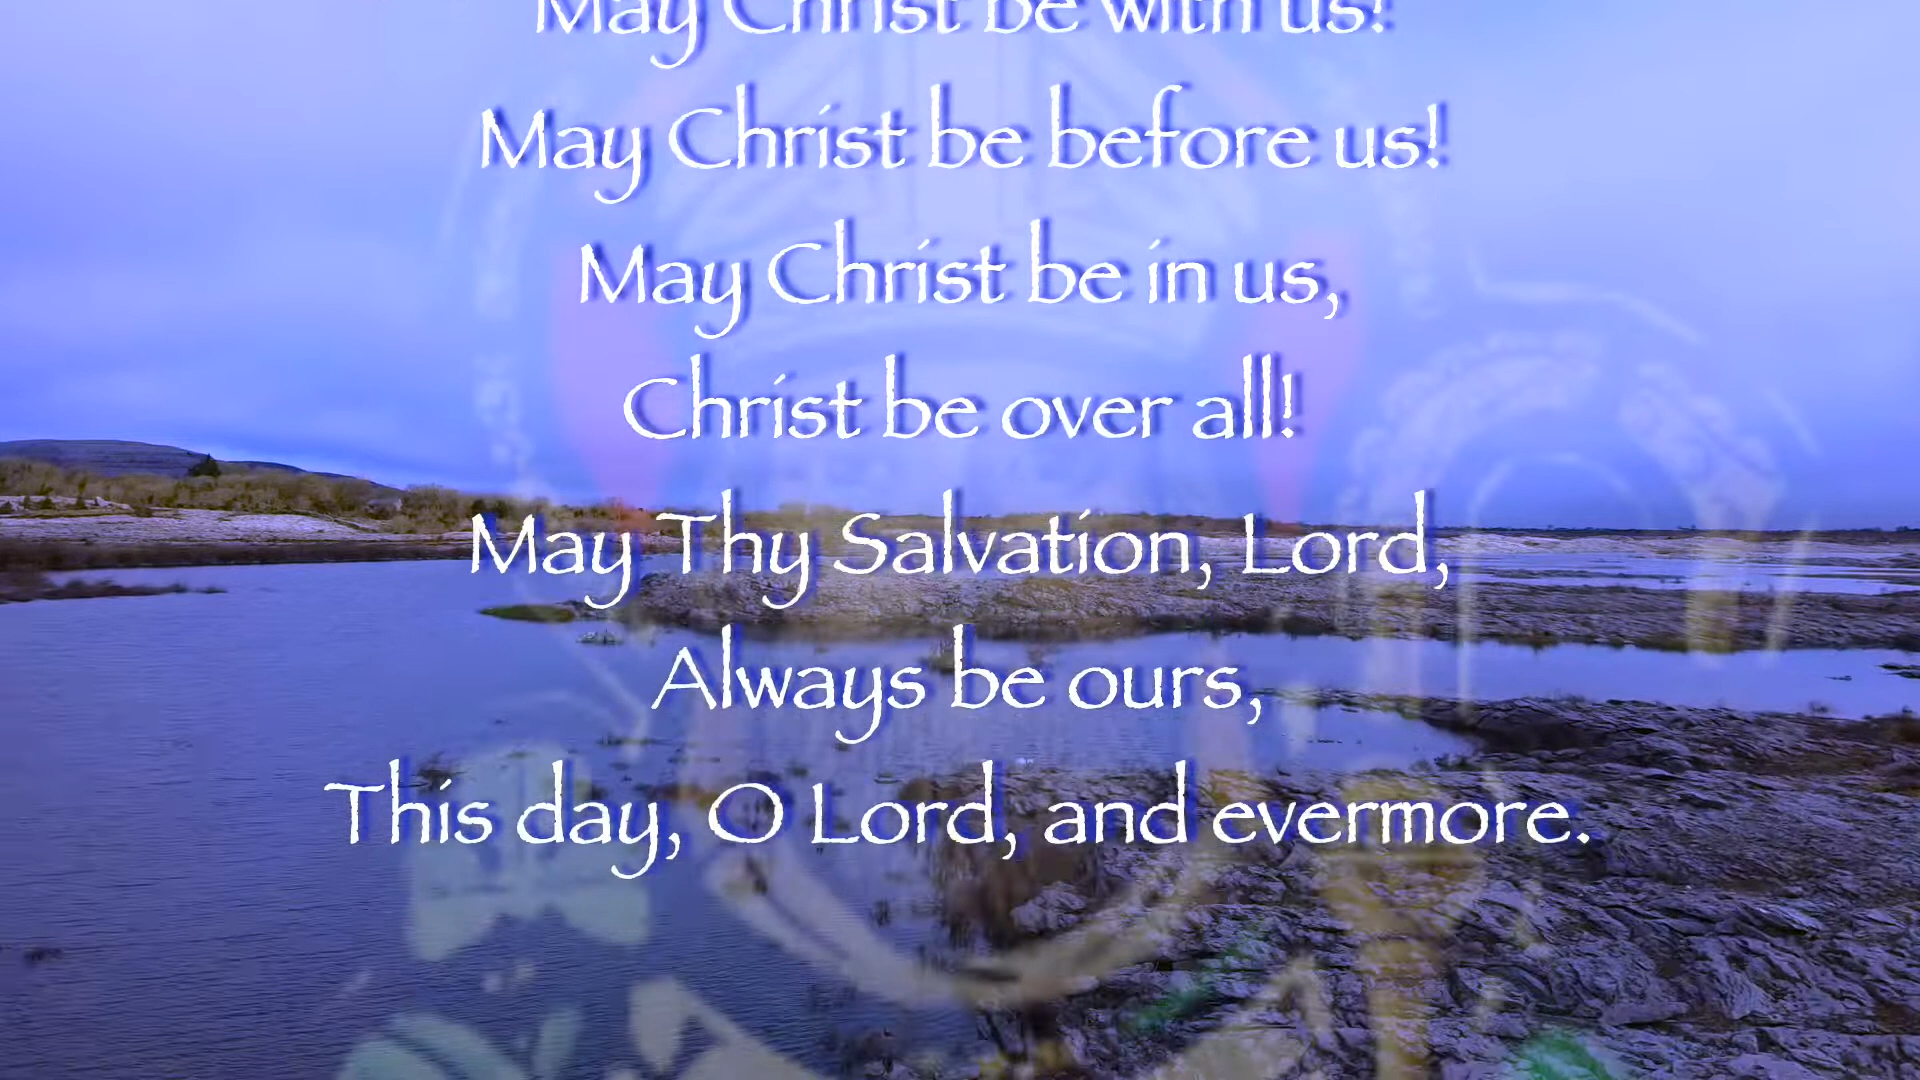 May Christ be with us!
May Christ be before us!
May Christ be in us,
Christ be over all!
May Thy Salvation, Lord,
Always be ours,
This day, O Lord, and evermore.